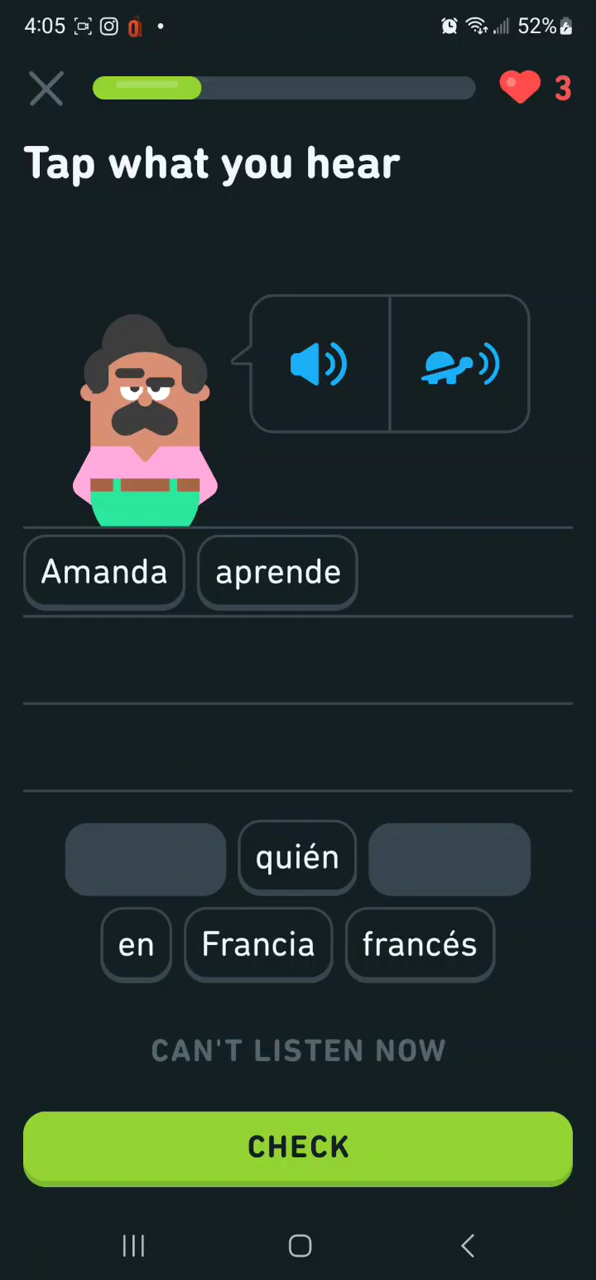 4:05 52%
3
Tap what you hear
Amanda aprende
quién
en Francia francés
CAN'T LISTEN NOW
CHECK